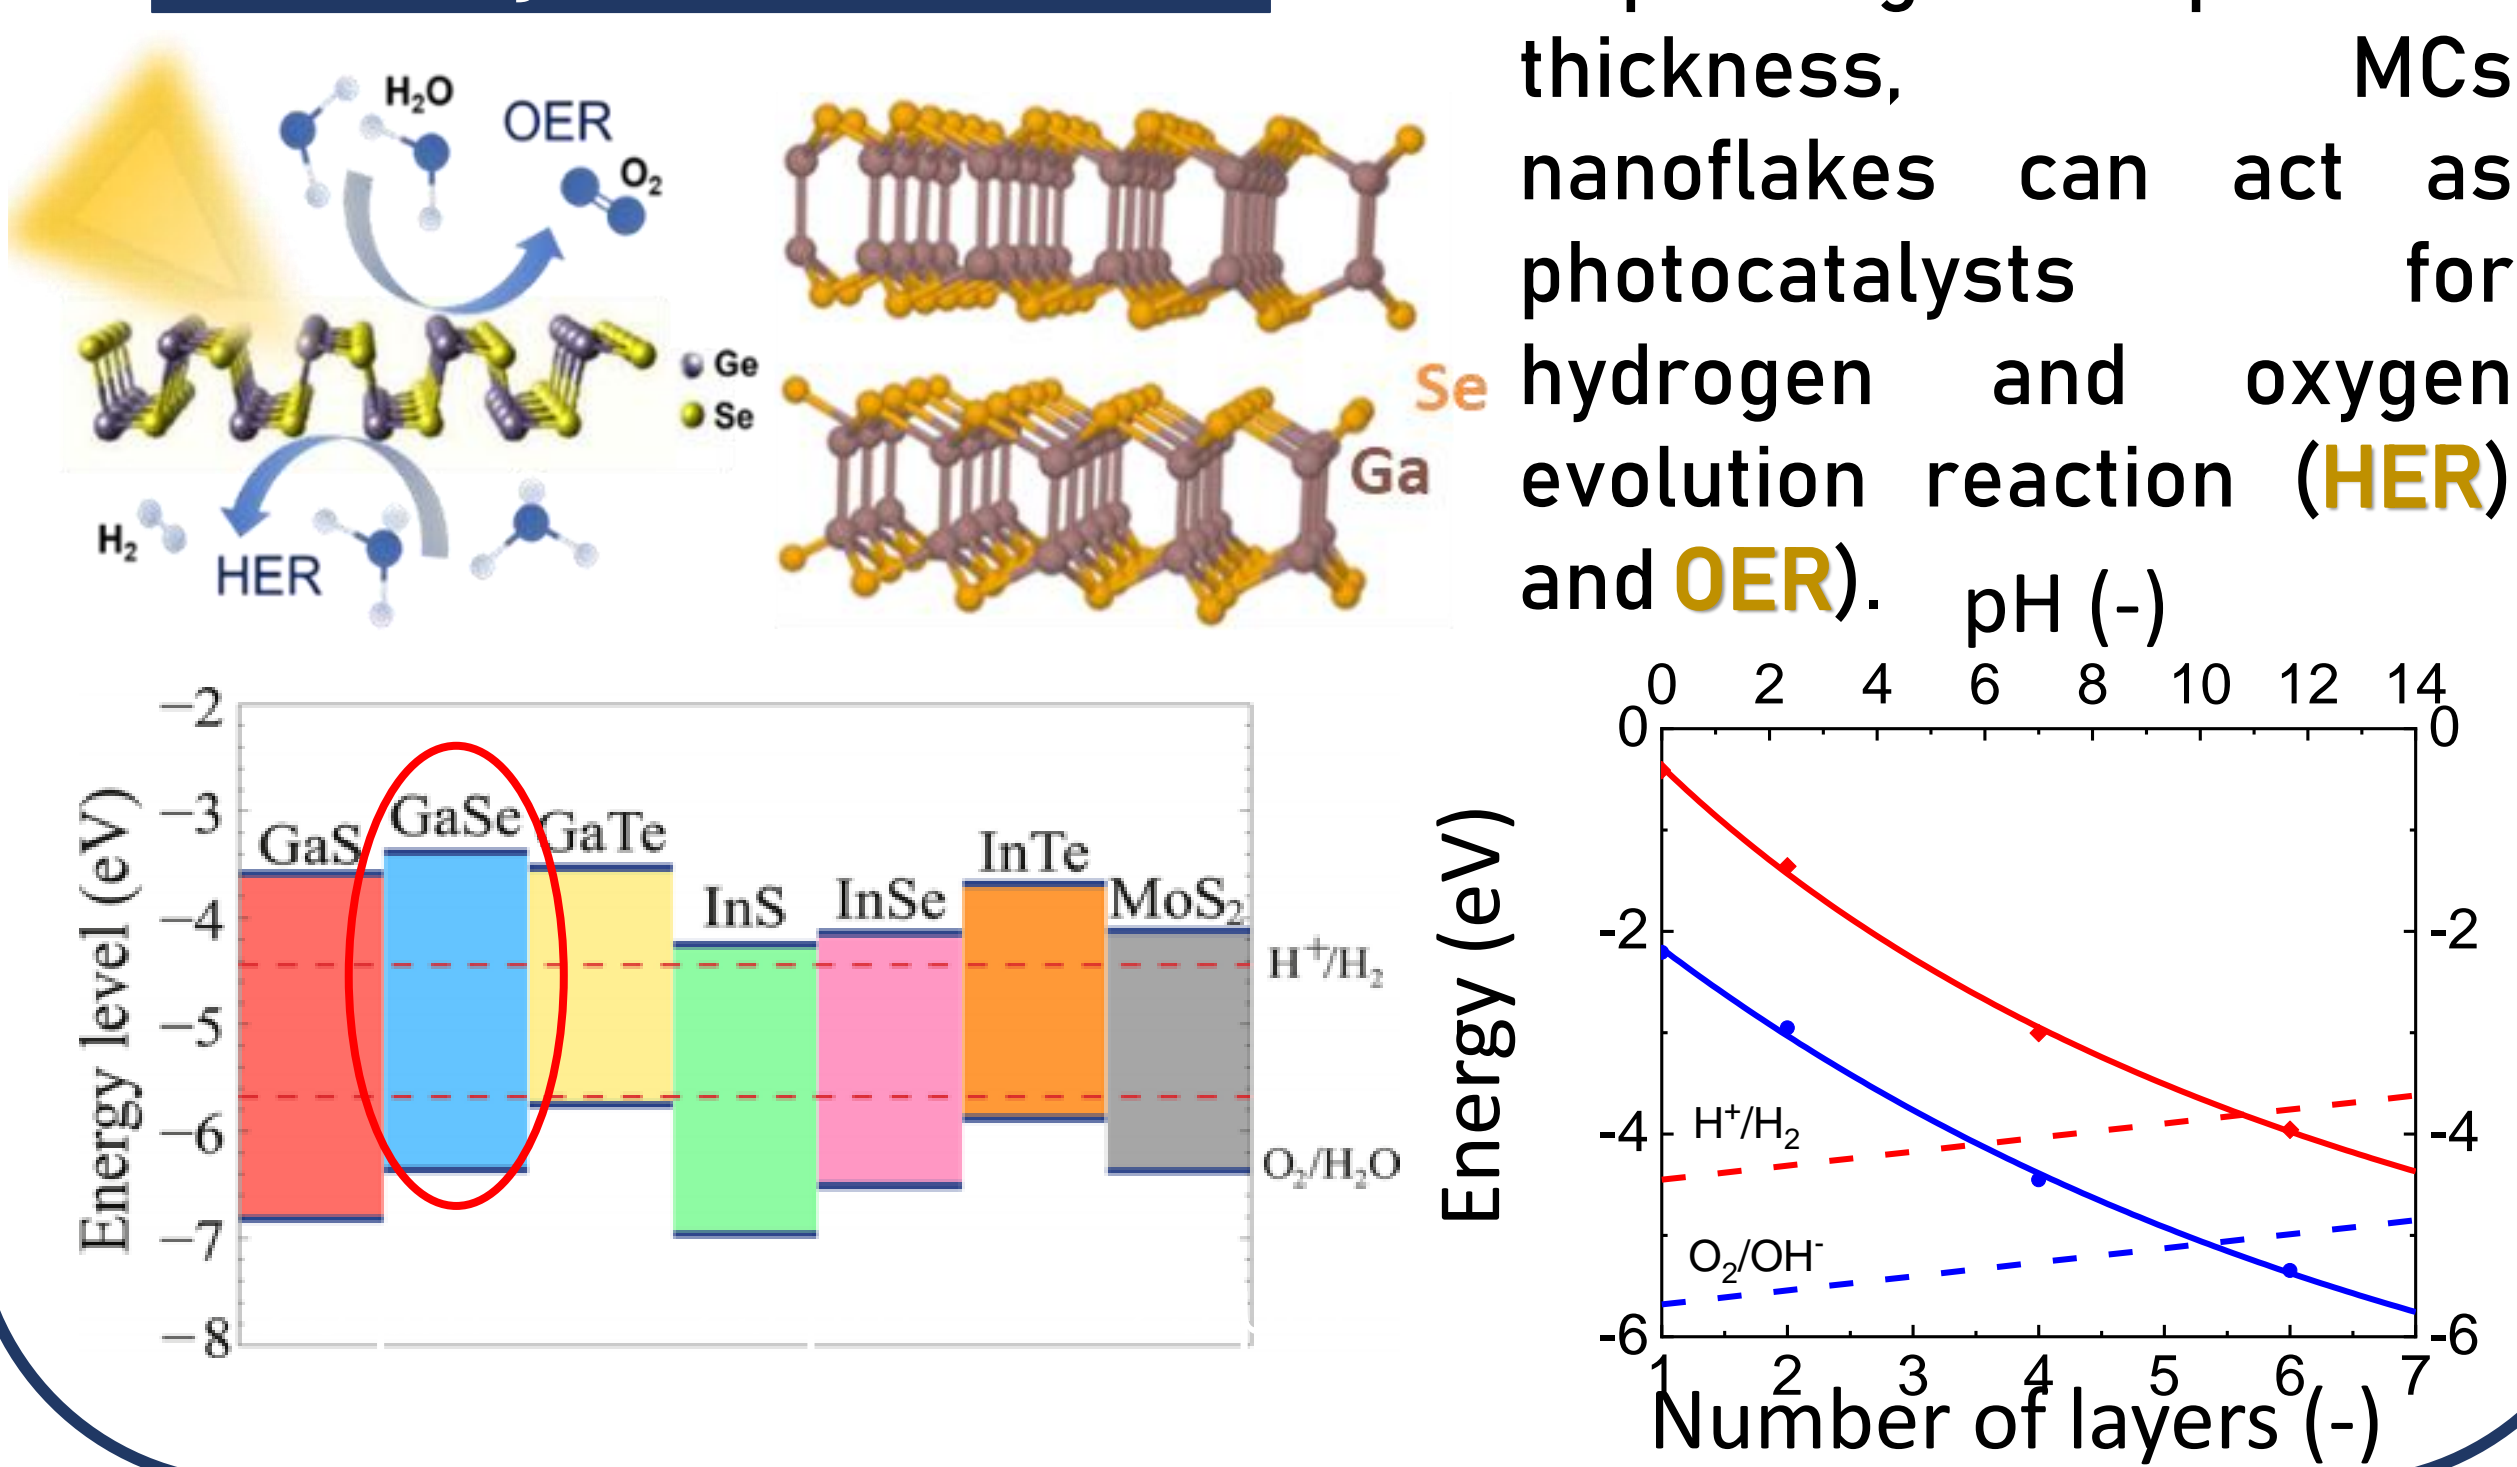 thickness, MCs
nanoflakes can act as
photocatalysts for
hydrogen and oxygen
evolution reaction (HER)
and OER).
H₂O
OER
O₂
Ge
Se
H₂
HER
Se
Ga
Energy level (eV)
−2
−3
−4
−5
−6
−7
−8
GaS
GaSe
GaTe
InS
InSe
InTe
MoS₂
H⁺/H₂
O₂/H₂O
pH (-)
0 2 4 6 8 10 12 14
Energy (eV)
0
-2
-4
-6
0
-2
-4
-6
H⁺/H₂
O₂/OH⁻
1 2 3 4 5 6 7
Number of layers (-)